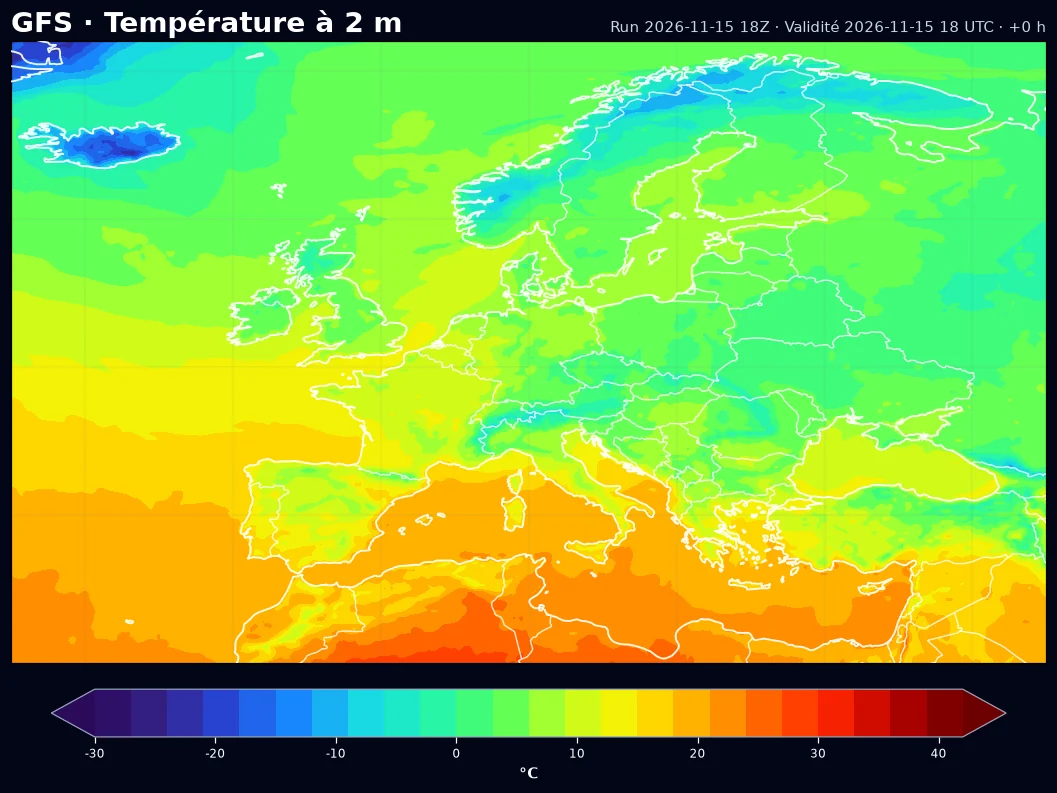 GFS · Température à 2 m
Run 2026-11-15 18Z · Validité 2026-11-15 18 UTC · +0 h
-30 -20 -10 0 10 20 30 40
°C